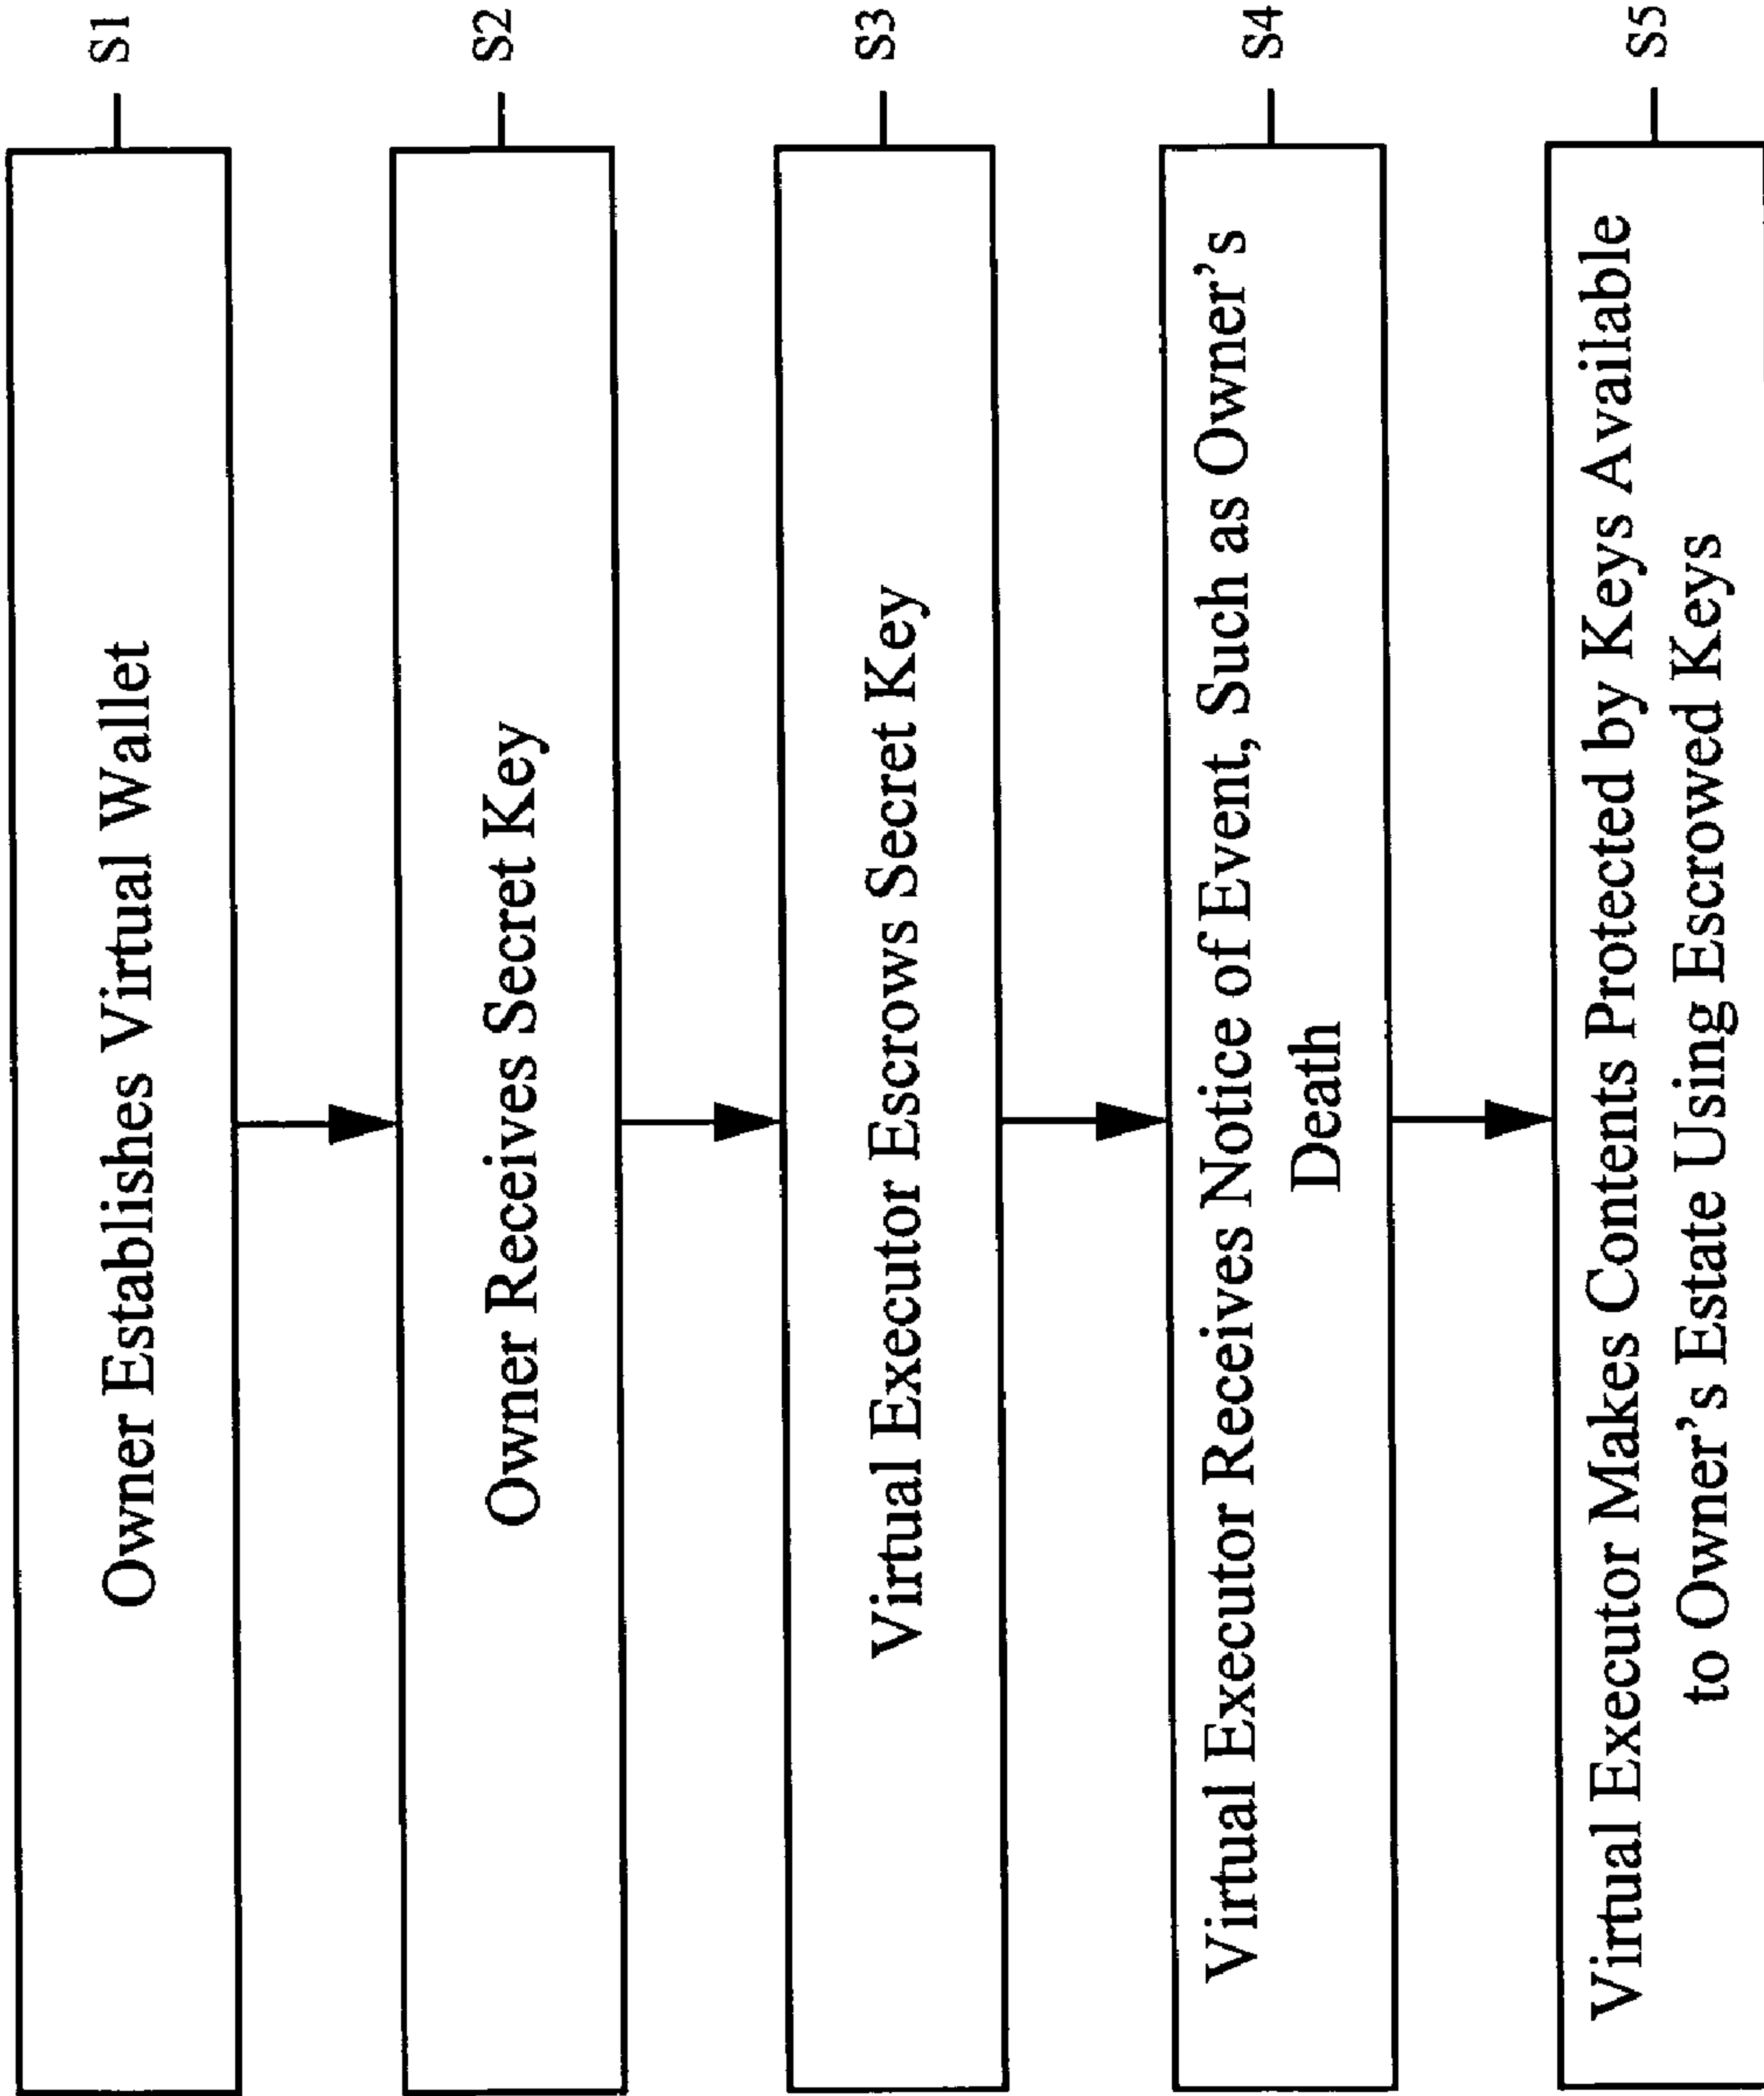 Owner Establishes Virtual Wallet
S1
Owner Receives Secret Key
S2
Virtual Executor Escrows Secret Key
S3
Virtual Executor Receives Notice of Event, Such as Owner's
Death
S4
Virtual Executor Makes Contents Protected by Keys Available
to Owner's Estate Using Escrowed Keys
S5